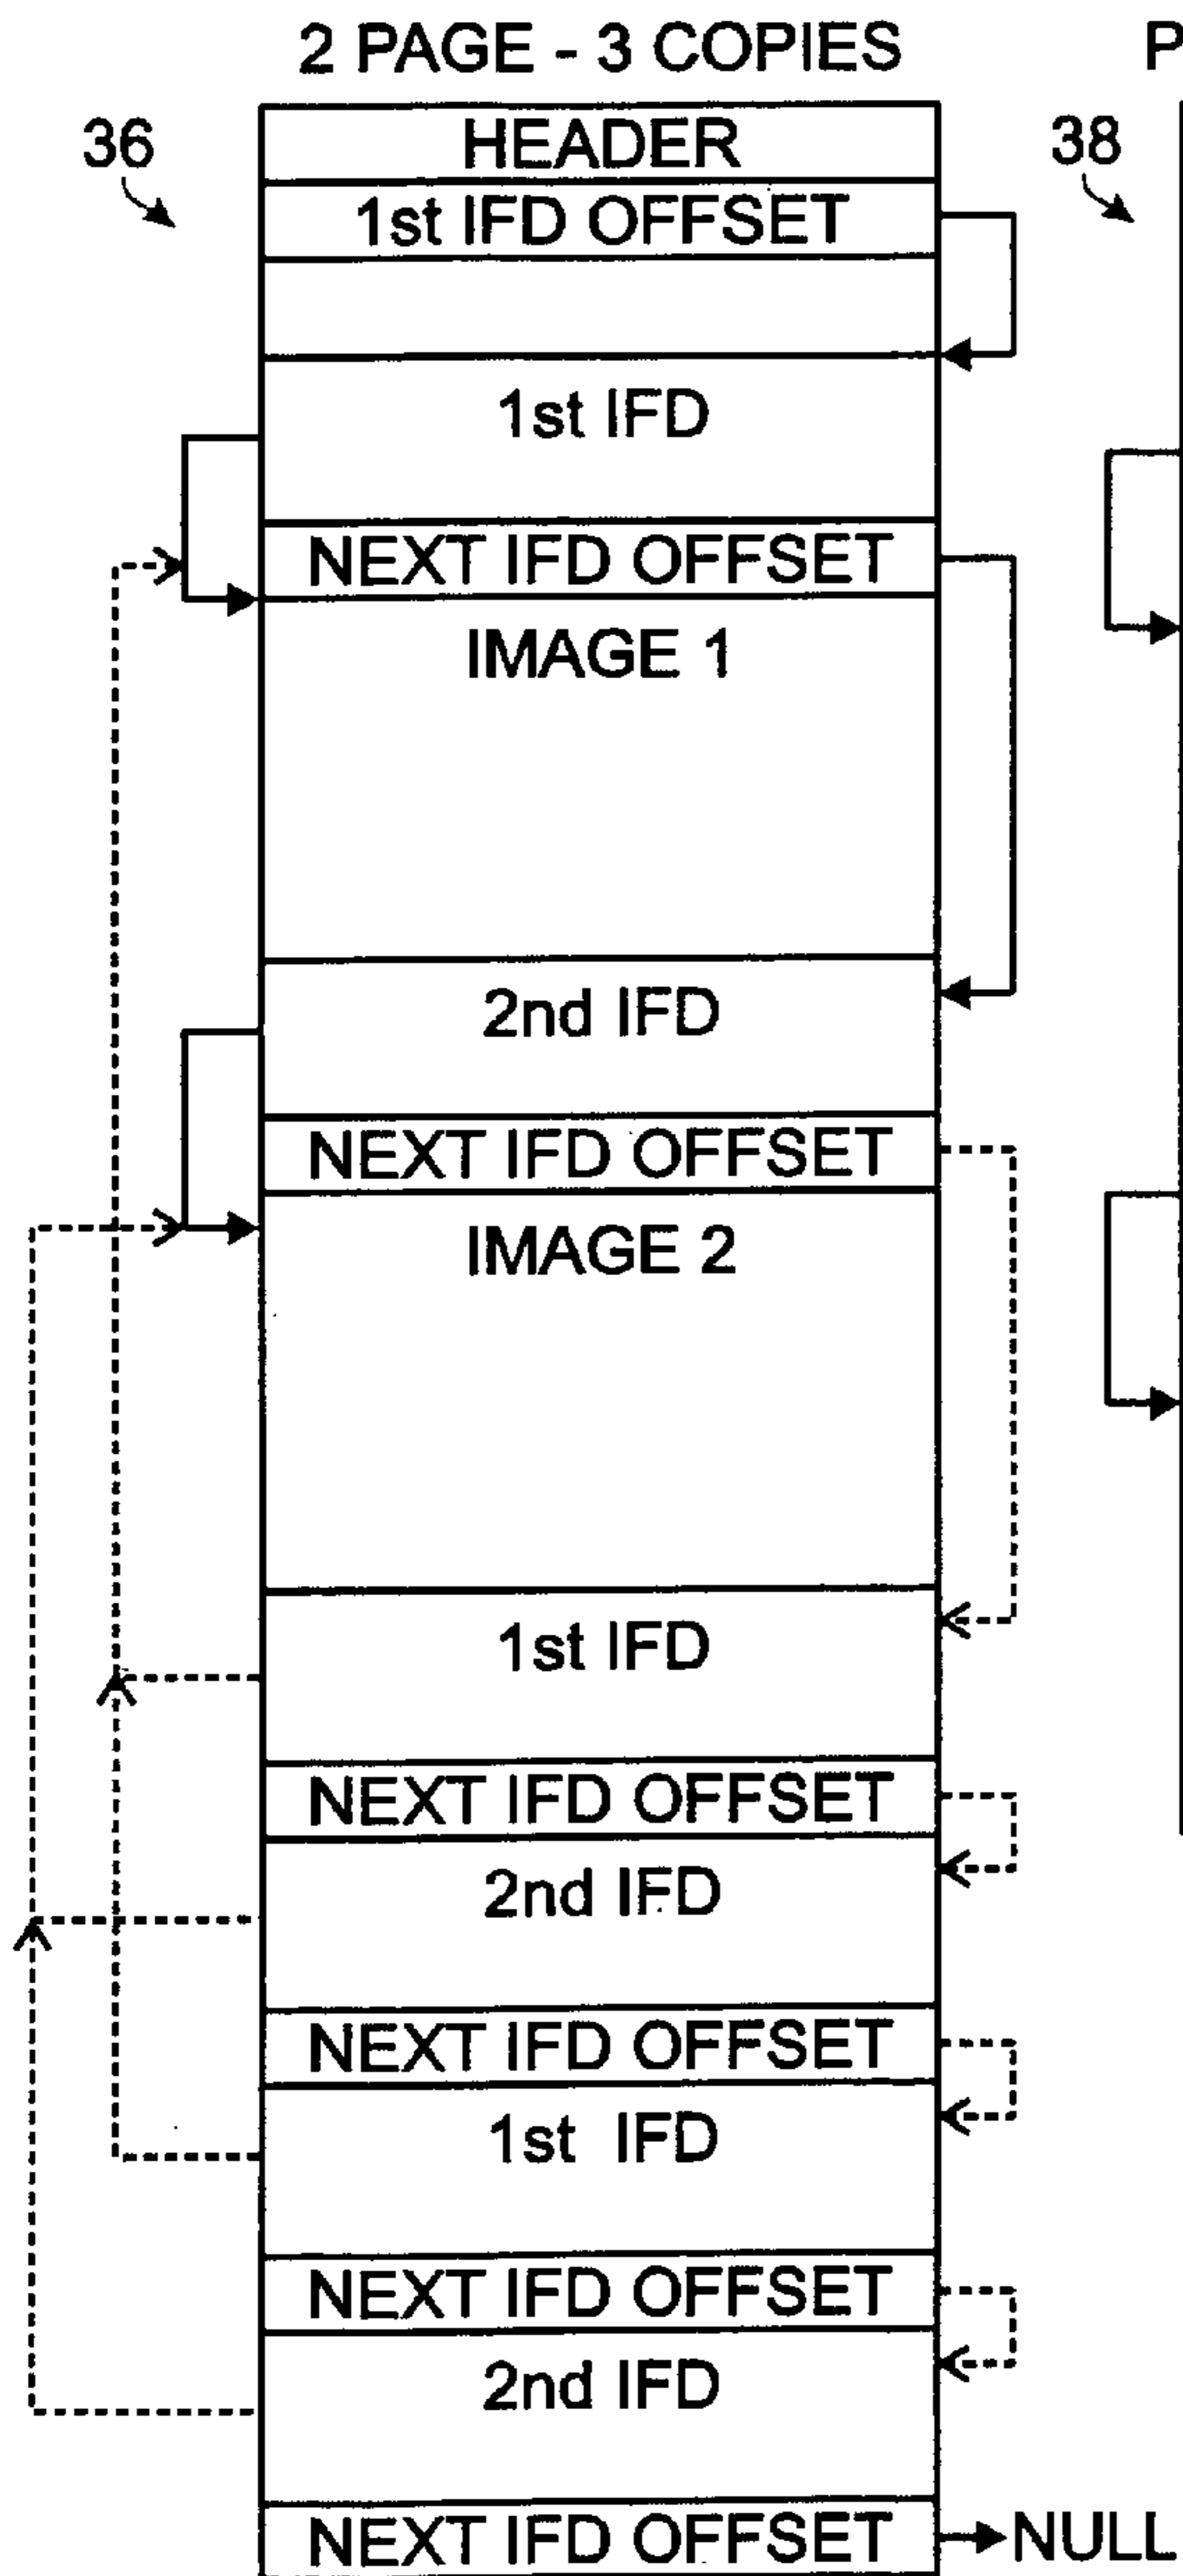 2 PAGE - 3 COPIES
P
36
38
HEADER
1st IFD OFFSET
1st IFD
NEXT IFD OFFSET
IMAGE 1
2nd IFD
NEXT IFD OFFSET
IMAGE 2
1st IFD
NEXT IFD OFFSET
2nd IFD
NEXT IFD OFFSET
1st IFD
NEXT IFD OFFSET
2nd IFD
NEXT IFD OFFSET
NULL